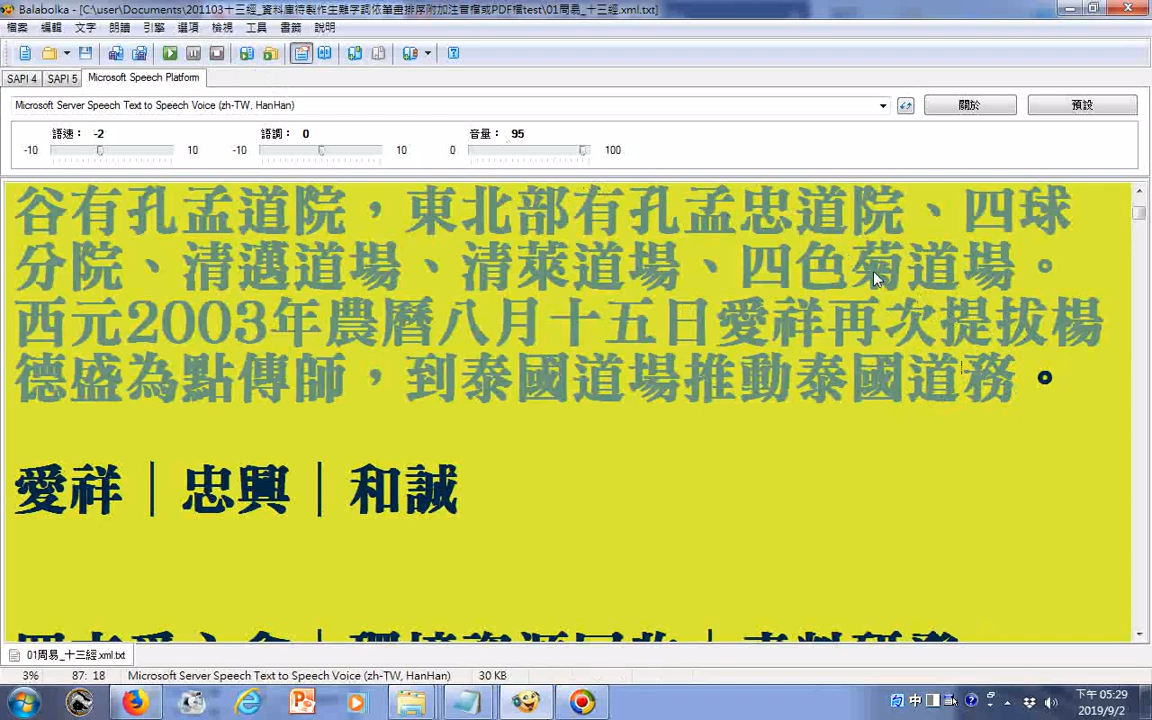 Balabolka - [C:\user\Documents\201103十三經_資料庫待製作生難字詞依筆畫排序附加注音檔或PDF檔test\01周易_十三經.xml.txt]
檔案 編輯 文字 朗讀 引擎 選項 檢視 工具 書籤 說明
SAPI 4 SAPI 5 Microsoft Speech Platform
Microsoft Server Speech Text to Speech Voice (zh-TW, HanHan) 關於 預設
語速： -2 語調： 0 音量： 95
-10 10 -10 10 0 100
谷有孔孟道院，東北部有孔孟忠道院、四球
分院、清邁道場、清萊道場、四色菊道場。
西元2003年農曆八月十五日愛祥再次提拔楊
德盛為點傳師，到泰國道場推動泰國道務。
愛祥｜忠興｜和誠
01周易_十三經.xml.txt
3% 87: 18 Microsoft Server Speech Text to Speech Voice (zh-TW, HanHan) 30 KB
中 下午 05:29
2019/9/2